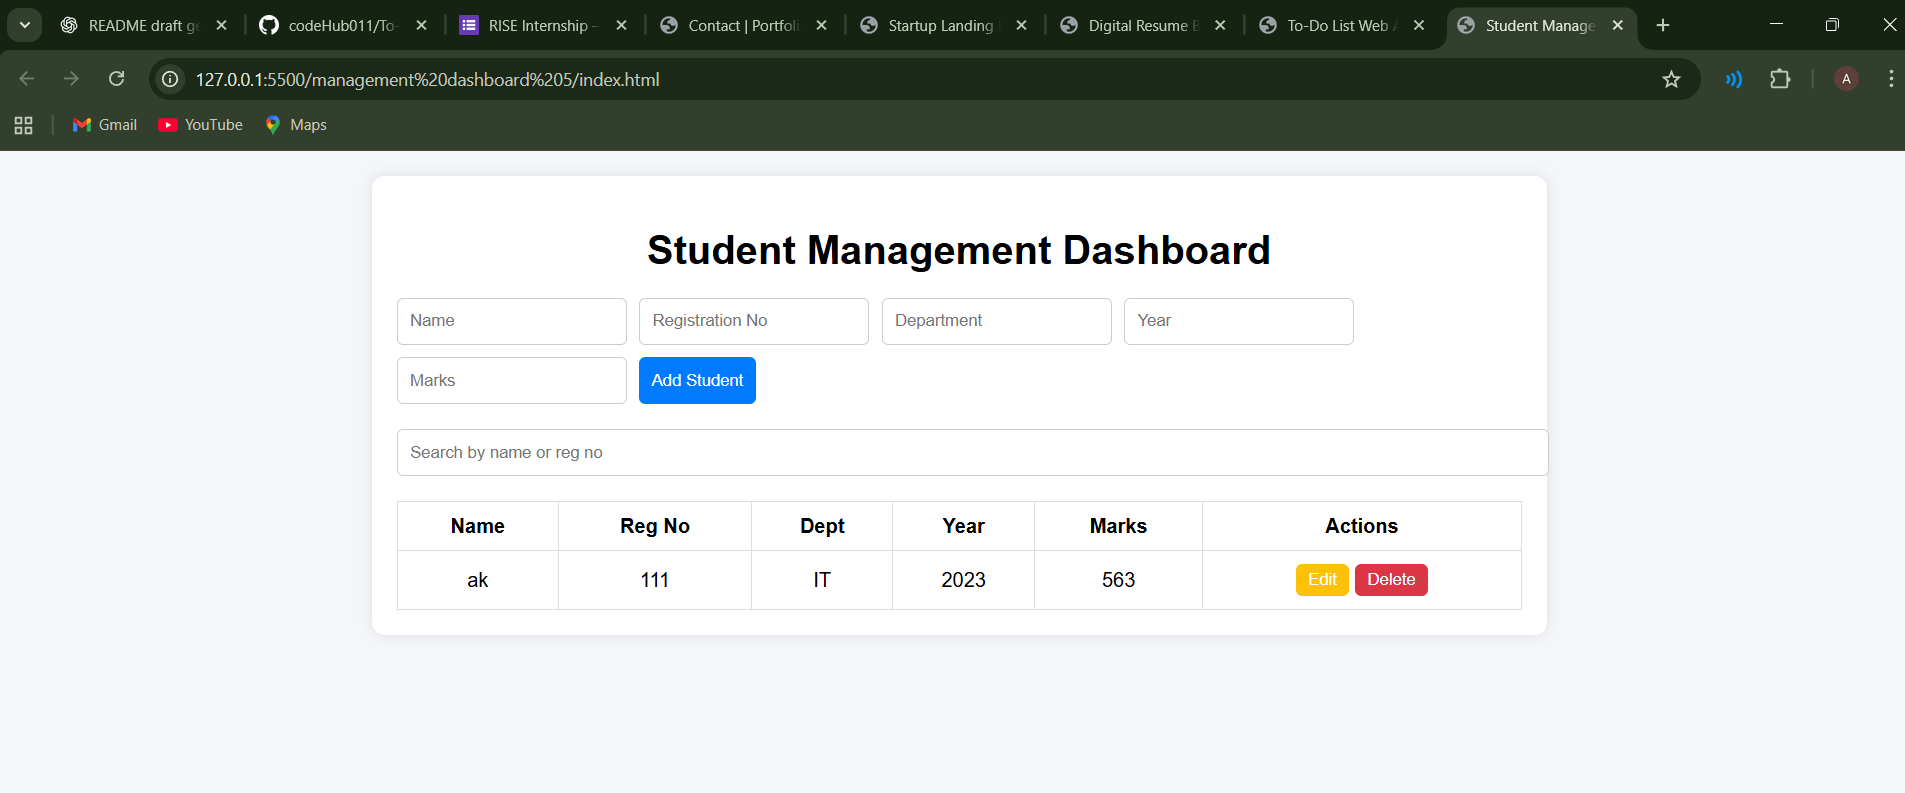 README draft ge
codeHub011/To-
RISE Internship -
Contact | Portfoli
Startup Landing
Digital Resume B
To-Do List Web A
Student Manage
127.0.0.1:5500/management%20dashboard%205/index.html
A
Gmail YouTube Maps
Student Management Dashboard
Name Registration No Department Year
Marks Add Student
Search by name or reg no
Name Reg No Dept Year Marks Actions
ak 111 IT 2023 563 Edit Delete